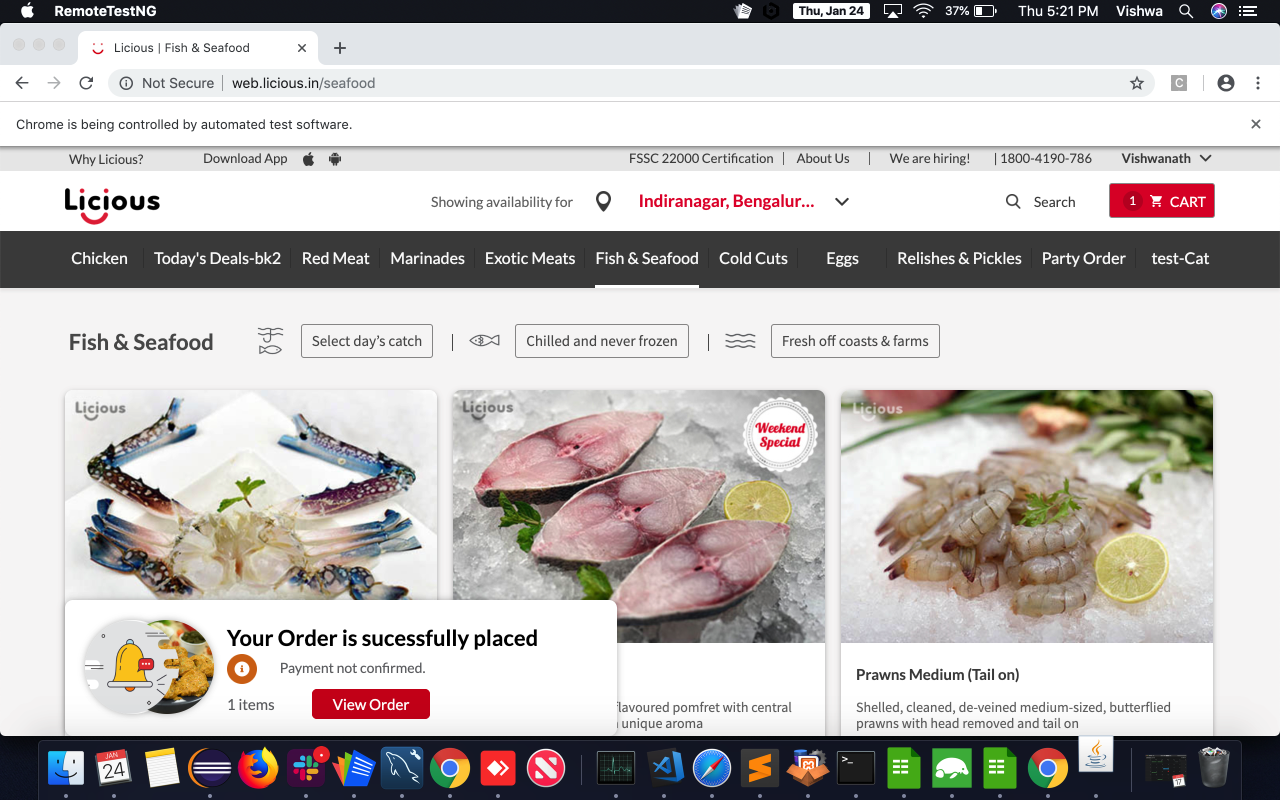 RemoteTestNG
Thu, Jan 24
37%
Thu 5:21 PM
Vishwa
Licious | Fish & Seafood
Not Secure
web.licious.in/seafood
C
Chrome is being controlled by automated test software.
Why Licious?
Download App
FSSC 22000 Certification
About Us
We are hiring!
| 1800-4190-786
Vishwanath
Licious
Showing availability for
Indiranagar, Bengalur...
Search
1 CART
Chicken
Today's Deals-bk2
Red Meat
Marinades
Exotic Meats
Fish & Seafood
Cold Cuts
Eggs
Relishes & Pickles
Party Order
test-Cat
Fish & Seafood
Select day's catch
Chilled and never frozen
Fresh off coasts & farms
Licious
Licious
Weekend
Special
Licious
Your Order is sucessfully placed
Payment not confirmed.
1 items
View Order
flavoured pomfret with central
unique aroma
Prawns Medium (Tail on)
Shelled, cleaned, de-veined medium-sized, butterflied
prawns with head removed and tail on
JAN
24
17